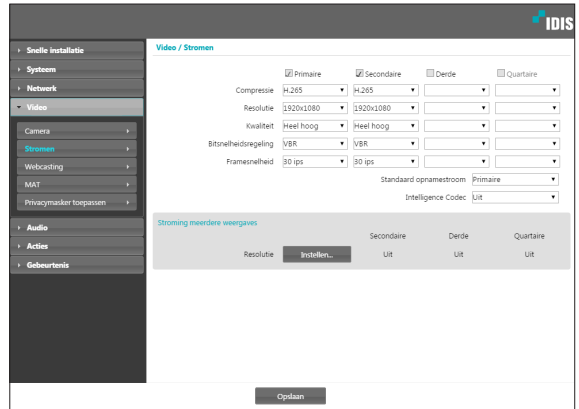 IDIS
Snelle installatie
Systeem
Netwerk
Video
Camera
Stromen
Webcasting
MAT
Privacymasker toepassen
Audio
Acties
Gebeurtenis
Video / Stromen
Primaire Secondaire Derde Quartaire
Compressie H.265 H.265
Resolutie 1920x1080 1920x1080
Kwaliteit Heel hoog Heel hoog
Bitsnelheidsregeling VBR VBR
Framesnelheid 30 ips 30 ips
Standaard opnamestroom Primaire
Intelligence Codec Uit
Stroming meerdere weergaves
Secondaire Derde Quartaire
Resolutie Instellen... Uit Uit Uit
Opslaan